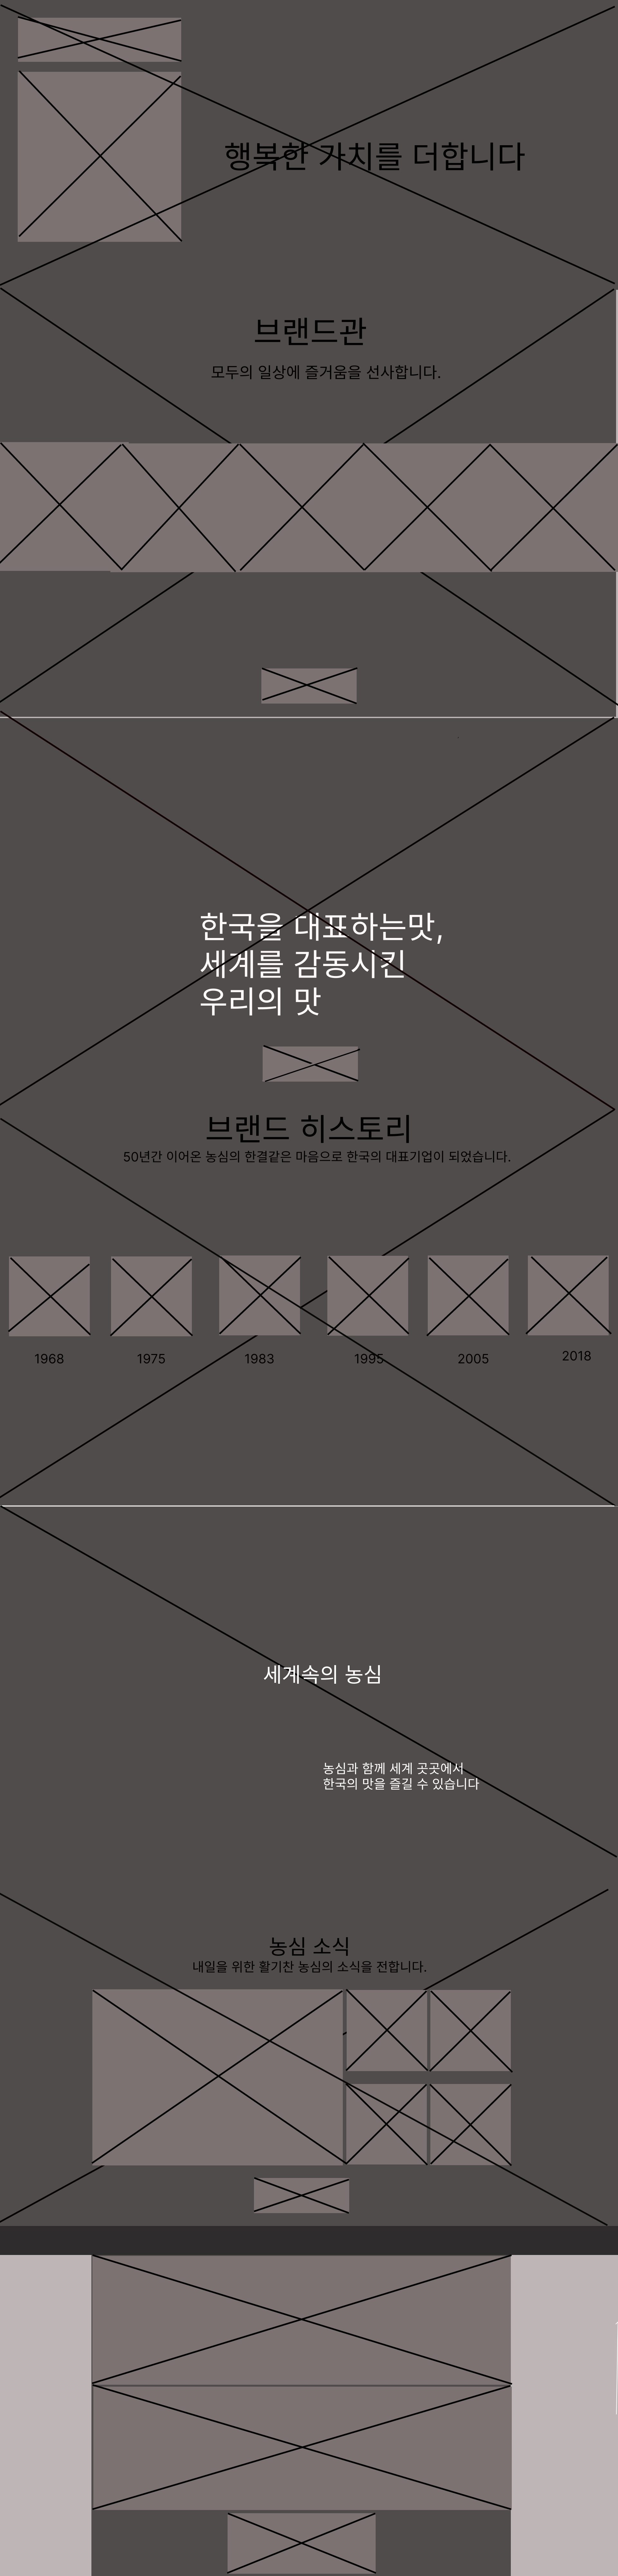 행복한 가치를 더합니다
브랜드관
모두의 일상에 즐거움을 선사합니다.
한국을 대표하는맛,
세계를 감동시킨
우리의 맛
브랜드 히스토리
50년간 이어온 농심의 한결같은 마음으로 한국의 대표기업이 되었습니다.
1968 1975 1983 1995 2005 2018
세계속의 농심
농심과 함께 세계 곳곳에서
한국의 맛을 즐길 수 있습니다
농심 소식
내일을 위한 활기찬 농심의 소식을 전합니다.